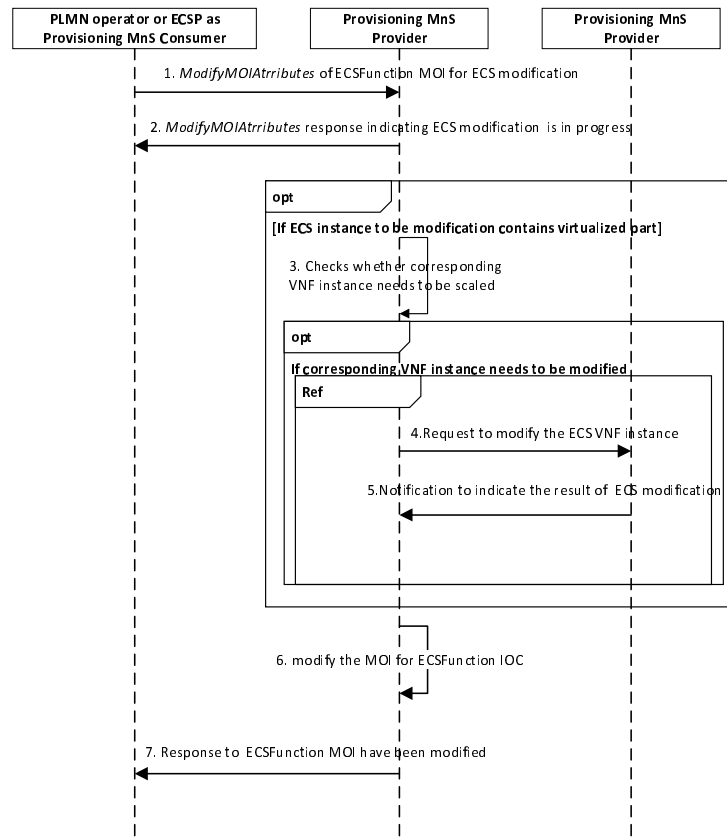 PLMN operator or ECSP as
Provisioning MnS Consumer
Provisioning MnS
Provider
Provisioning MnS
Provider
1. ModifyMOIAtrributes of ECSFunction MOI for ECS modification
2. ModifyMOIAtrributes response indicating ECS modification is in progress
opt
[If ECS instance to be modification contains virtualized part]
3. Checks whether corresponding
VNF instance needs to be scaled
opt
If corresponding VNF instance needs to be modified
Ref
4.Request to modify the ECS VNF instance
5.Notification to indicate the result of ECS modification
6. modify the MOI for ECSFunction IOC
7. Response to ECSFunction MOI have been modified